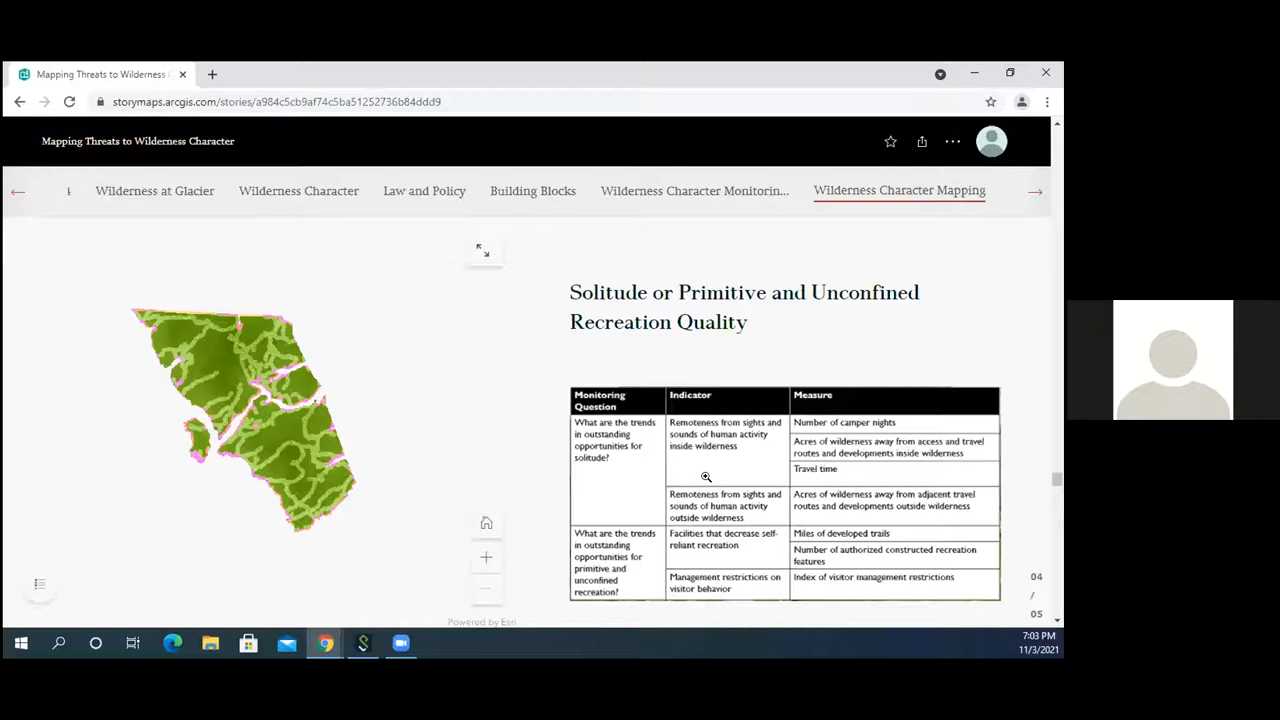 Mapping Threats to Wilderness C
storymaps.arcgis.com/stories/a984c5cb9af74c5ba51252736b84ddd9
Mapping Threats to Wilderness Character
Wilderness at Glacier
Wilderness Character
Law and Policy
Building Blocks
Wilderness Character Monitorin...
Wilderness Character Mapping
Solitude or Primitive and Unconfined
Recreation Quality
Monitoring
Question
Indicator
Measure
What are the trends
in outstanding
opportunities for
solitude?
Remoteness from sights and
sounds of human activity
inside wilderness
Number of camper nights
Acres of wilderness away from access and travel
routes and developments inside wilderness
Travel time
Remoteness from sights and
sounds of human activity
outside wilderness
Acres of wilderness away from adjacent travel
routes and developments outside wilderness
What are the trends
in outstanding
opportunities for
primitive and
unconfined
recreation?
Facilities that decrease self-
reliant recreation
Miles of developed trails
Number of authorized constructed recreation
features
Management restrictions on
visitor behavior
Index of visitor management restrictions
04
/
05
Powered by Esri
7:03 PM
11/3/2021